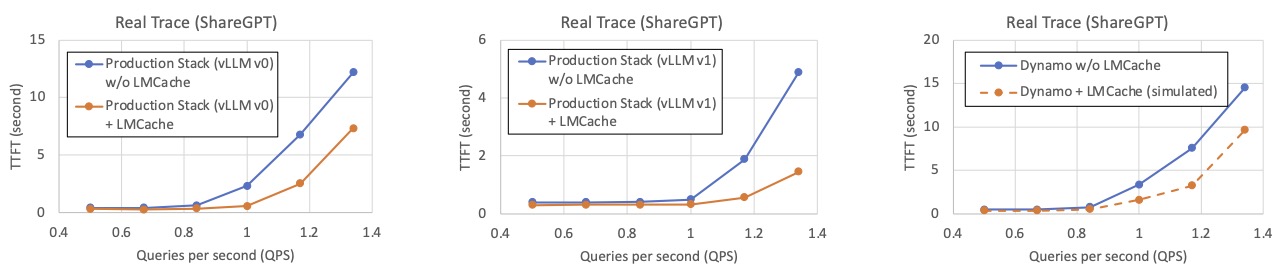 Real Trace (ShareGPT)
15
10
5
0
TTFT (second)
Production Stack (vLLM v0)
w/o LMCache
Production Stack (vLLM v0)
+ LMCache
0.4
0.6
0.8
1
1.2
1.4
Queries per second (QPS)
Real Trace (ShareGPT)
6
4
2
0
TTFT (second)
Production Stack (vLLM v1)
w/o LMCache
Production Stack (vLLM v1)
+ LMCache
0.4
0.6
0.8
1
1.2
1.4
Queries per second (QPS)
Real Trace (ShareGPT)
20
15
10
5
0
TTFT (second)
Dynamo w/o LMCache
Dynamo + LMCache (simulated)
0.4
0.6
0.8
1
1.2
1.4
Queries per second (QPS)